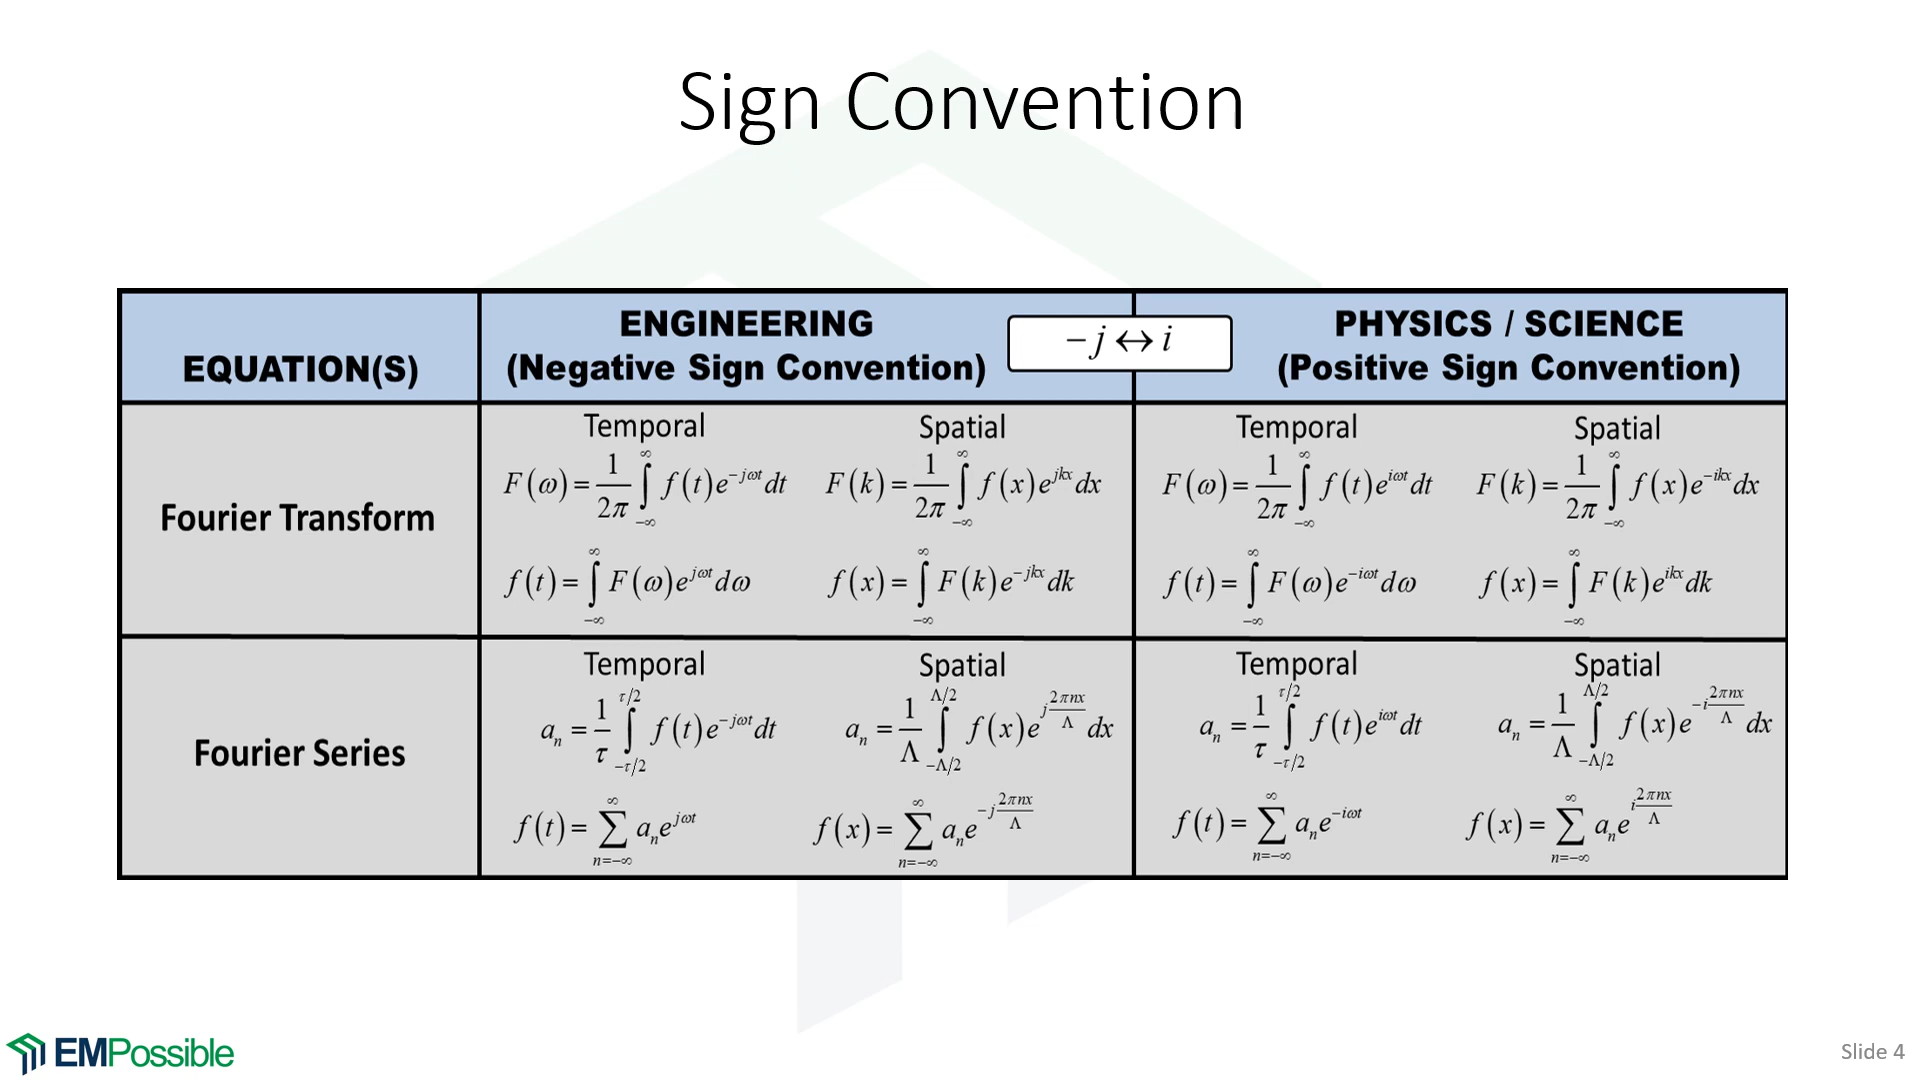 Sign Convention
EQUATION(S)
ENGINEERING
(Negative Sign Convention)
−j ↔ i
PHYSICS / SCIENCE
(Positive Sign Convention)
Fourier Transform
Temporal
F(ω) = 1/2π ∫_{−∞}^{∞} f(t)e^{−jωt} dt
f(t) = ∫_{−∞}^{∞} F(ω)e^{jωt} dω
Spatial
F(k) = 1/2π ∫_{−∞}^{∞} f(x)e^{jkx} dx
f(x) = ∫_{−∞}^{∞} F(k)e^{−jkx} dk
Temporal
F(ω) = 1/2π ∫_{−∞}^{∞} f(t)e^{iωt} dt
f(t) = ∫_{−∞}^{∞} F(ω)e^{−iωt} dω
Spatial
F(k) = 1/2π ∫_{−∞}^{∞} f(x)e^{−ikx} dx
f(x) = ∫_{−∞}^{∞} F(k)e^{ikx} dk
Fourier Series
Temporal
a_n = 1/τ ∫_{−τ/2}^{τ/2} f(t)e^{−jωt} dt
f(t) = ∑_{n=−∞}^{∞} a_n e^{jωt}
Spatial
a_n = 1/Λ ∫_{−Λ/2}^{Λ/2} f(x)e^{j2πnx/Λ} dx
f(x) = ∑_{n=−∞}^{∞} a_n e^{−j2πnx/Λ}
Temporal
a_n = 1/τ ∫_{−τ/2}^{τ/2} f(t)e^{iωt} dt
f(t) = ∑_{n=−∞}^{∞} a_n e^{−iωt}
Spatial
a_n = 1/Λ ∫_{−Λ/2}^{Λ/2} f(x)e^{−i2πnx/Λ} dx
f(x) = ∑_{n=−∞}^{∞} a_n e^{i2πnx/Λ}
EMPossible
Slide 4